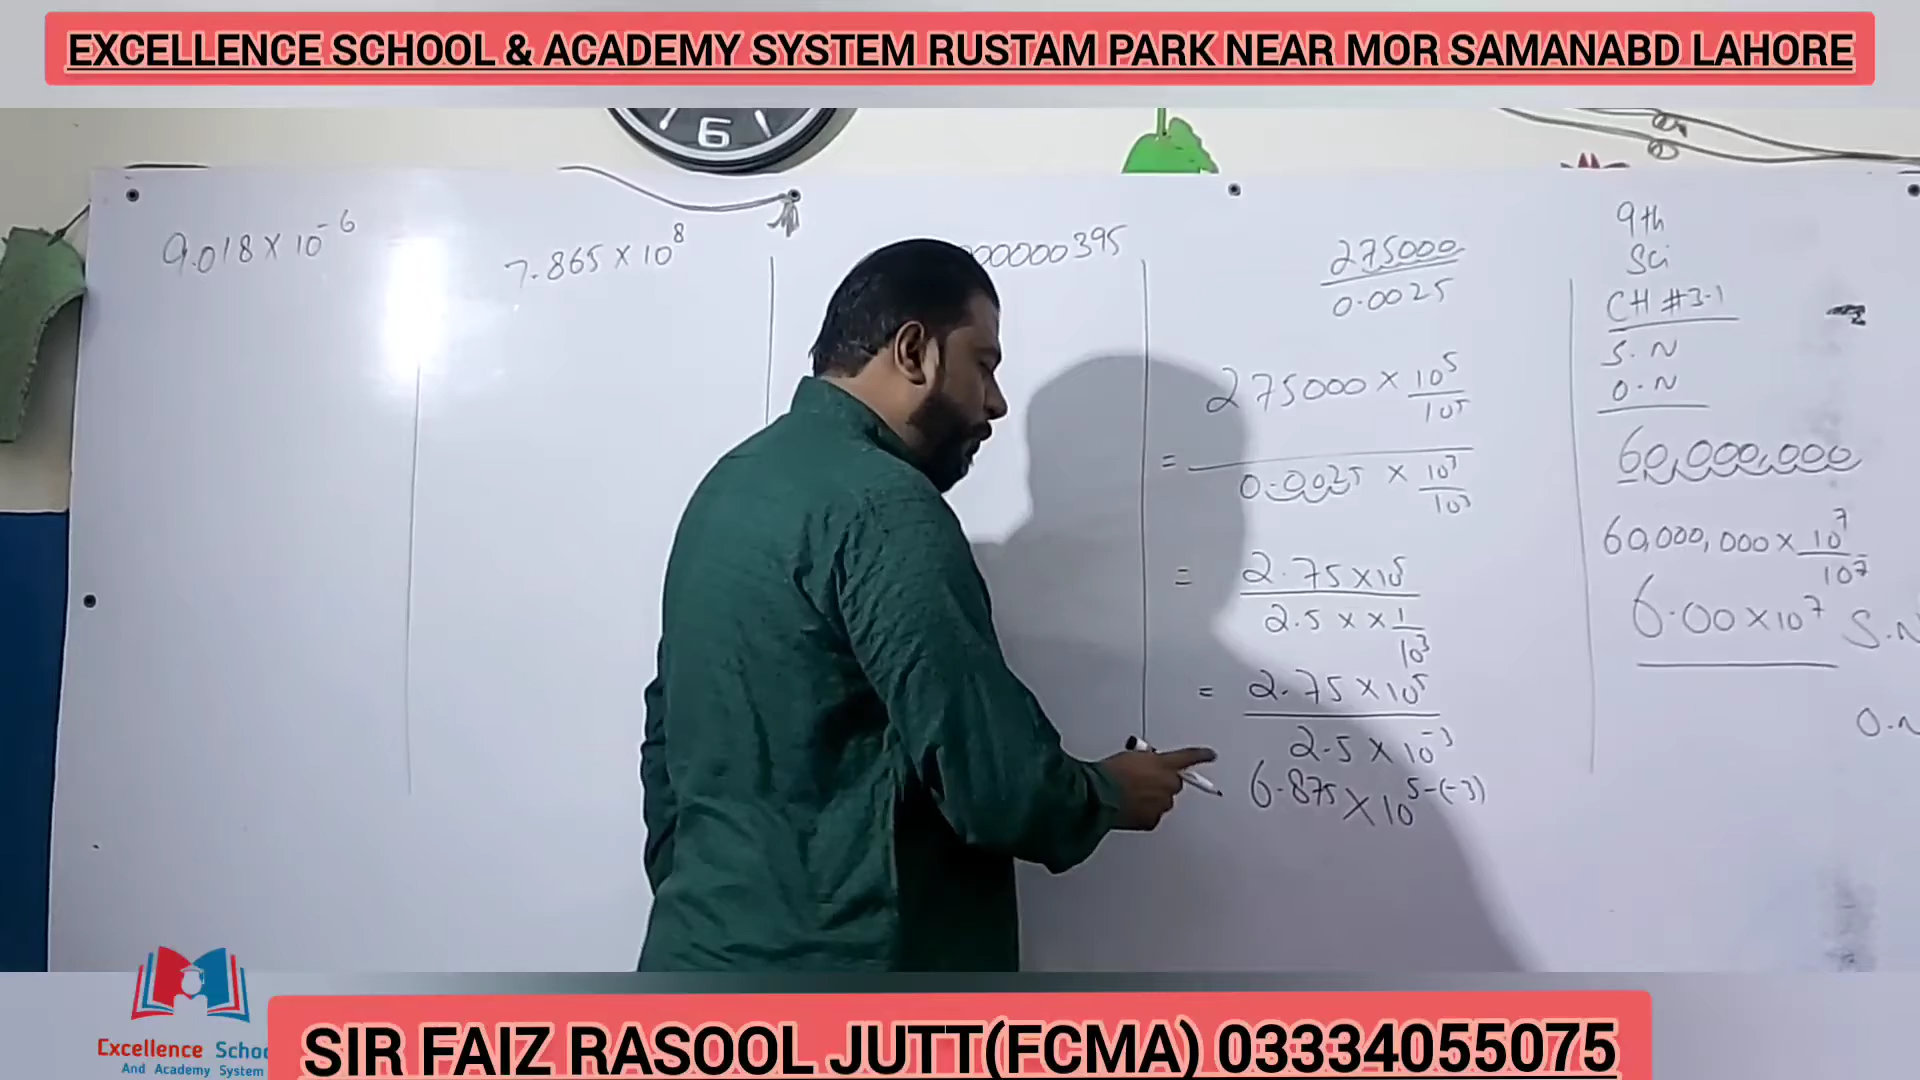 EXCELLENCE SCHOOL & ACADEMY SYSTEM RUSTAM PARK NEAR MOR SAMANABD LAHORE
6
9.018 × 10⁻⁶
7.865 × 10⁸
00000395
275000
0.0025
275000 × 10⁵
10⁵
=
0.0025 × 10³
10³
= 2.75 × 10⁵
2.5 × × 1
10³
= 2.75 × 10⁵
2.5 × 10⁻³
6.875 × 10⁵⁻⁽⁻³⁾
9th
Sci
CH #3.1
S.N
O.N
60,000,000
60,000,000 × 10⁷
10⁷
6.00 × 10⁷ S.N
O.N
Excellence Schoo
And Academy System
SIR FAIZ RASOOL JUTT(FCMA) 03334055075